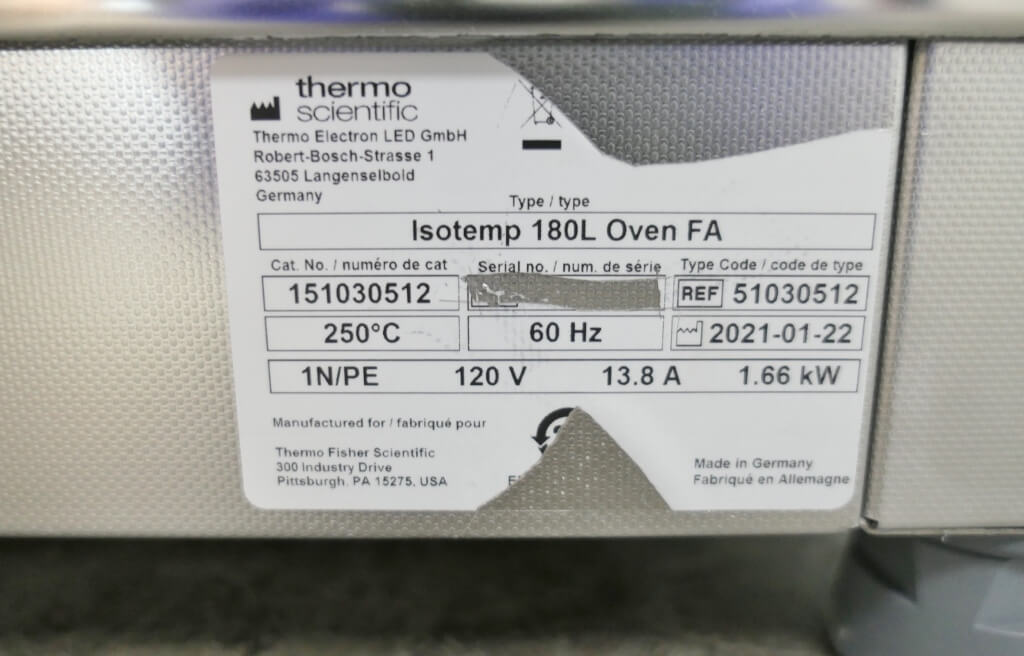 thermo
scientific
Thermo Electron LED GmbH
Robert-Bosch-Strasse 1
63505 Langenselbold
Germany
Type / type
Isotemp 180L Oven FA
Cat. No. / numéro de cat
Serial no. / num. de série
Type Code / code de type
151030512
REF 51030512
250°C
60 Hz
2021-01-22
1N/PE 120 V 13.8 A 1.66 kW
Manufactured for / fabriqué pour
Thermo Fisher Scientific
300 Industry Drive
Pittsburgh. PA 15275, USA
Made in Germany
Fabriqué en Allemagne